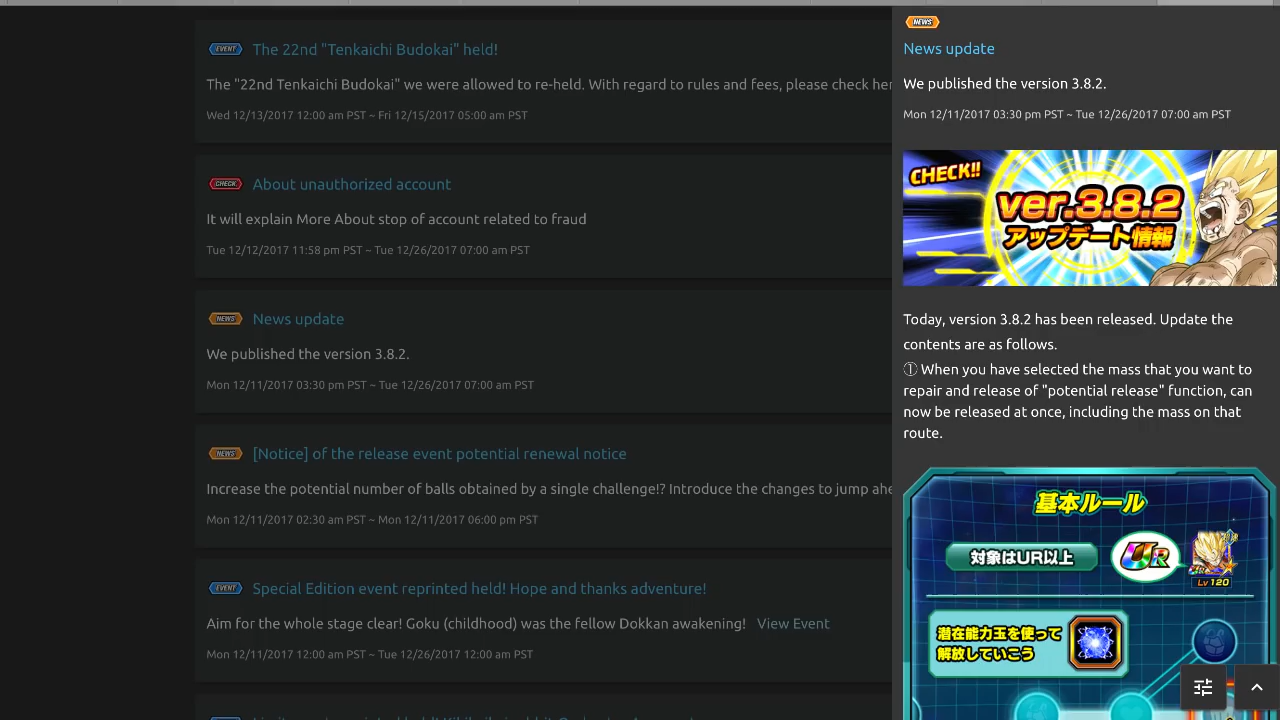 EVENT The 22nd "Tenkaichi Budokai" held!
The "22nd Tenkaichi Budokai" we were allowed to re-held. With regard to rules and fees, please check her
Wed 12/13/2017 12:00 am PST ~ Fri 12/15/2017 05:00 am PST
CHECK About unauthorized account
It will explain More About stop of account related to fraud
Tue 12/12/2017 11:58 pm PST ~ Tue 12/26/2017 07:00 am PST
NEWS News update
We published the version 3.8.2.
Mon 12/11/2017 03:30 pm PST ~ Tue 12/26/2017 07:00 am PST
NEWS [Notice] of the release event potential renewal notice
Increase the potential number of balls obtained by a single challenge!? Introduce the changes to jump ahe
Mon 12/11/2017 02:30 am PST ~ Mon 12/11/2017 06:00 pm PST
EVENT Special Edition event reprinted held! Hope and thanks adventure!
Aim for the whole stage clear! Goku (childhood) was the fellow Dokkan awakening! View Event
Mon 12/11/2017 12:00 am PST ~ Tue 12/26/2017 12:00 am PST
NEWS
News update
We published the version 3.8.2.
Mon 12/11/2017 03:30 pm PST ~ Tue 12/26/2017 07:00 am PST
CHECK!!
ver.3.8.2
アップデート情報
Today, version 3.8.2 has been released. Update the
contents are as follows.
① When you have selected the mass that you want to
repair and release of "potential release" function, can
now be released at once, including the mass on that
route.
基本ルール
対象はUR以上 UR
Lv 120
潜在能力玉を使って
解放していこう